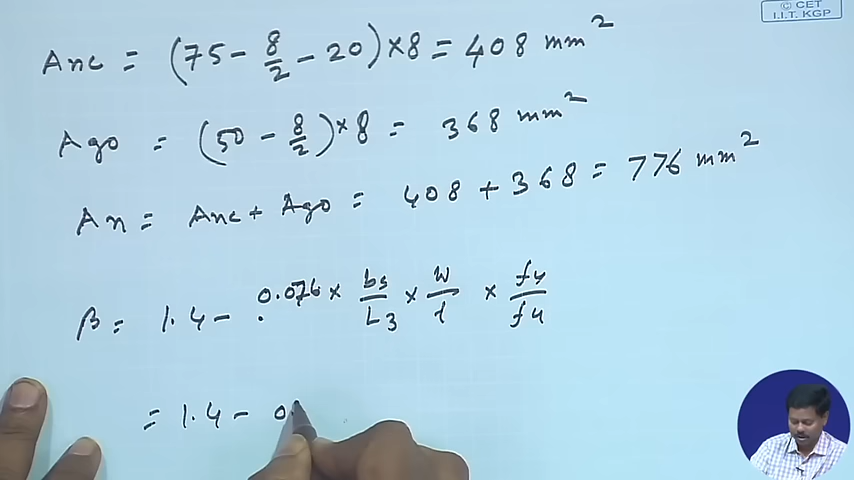 © CET
I.I.T. KGP
Anc = (75 - 8/2 - 20) × 8 = 408 mm²
Ago = (50 - 8/2) × 8 = 368 mm²
An = Anc + Ago = 408 + 368 = 776 mm²
β = 1.4 - 0.076 × bs/L3 × w/t × fy/fu
= 1.4 - 0.